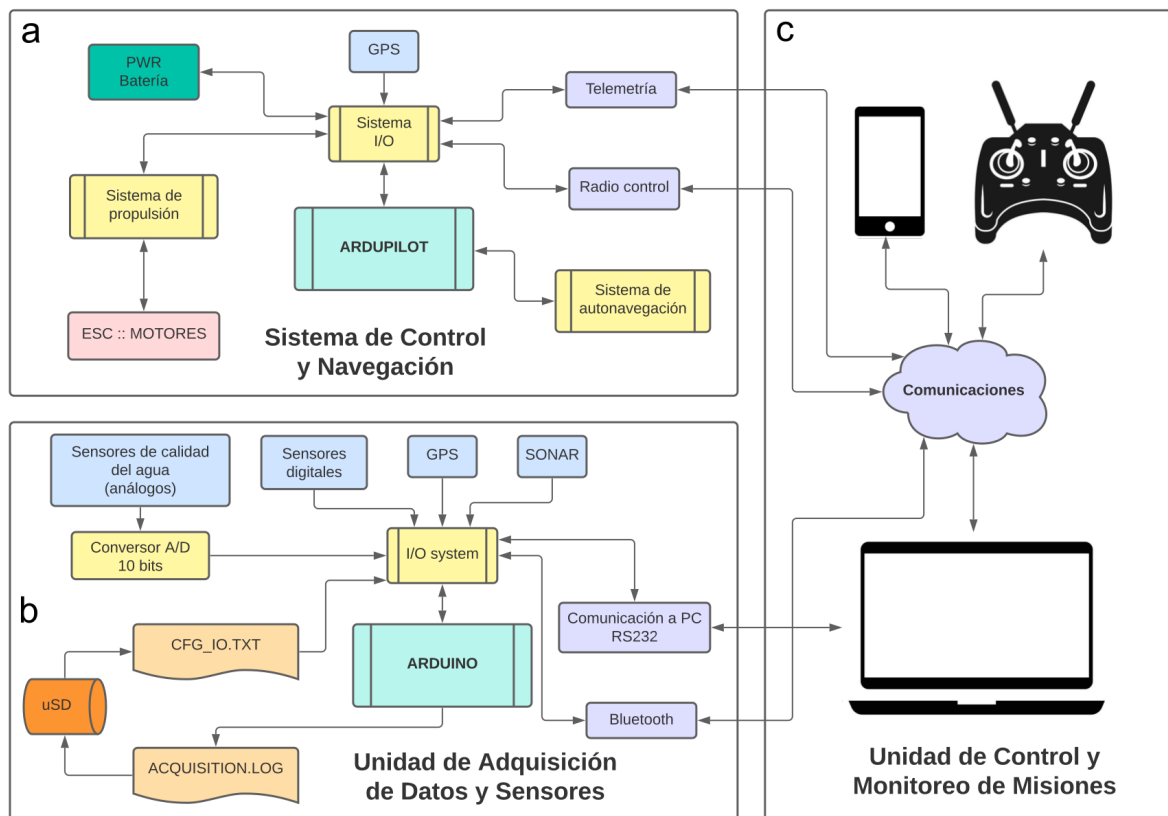 a
PWR
Batería
GPS
Sistema
I/O
Telemetría
Sistema de
propulsión
Radio control
ARDUPILOT
ESC :: MOTORES
Sistema de
autonavegación
Sistema de Control
y Navegación
b
Sensores de calidad
del agua
(análogos)
Sensores
digitales
GPS
SONAR
Conversor A/D
10 bits
I/O system
CFG_IO.TXT
Comunicación a PC
RS232
ARDUINO
uSD
Bluetooth
ACQUISITION.LOG
Unidad de Adquisición
de Datos y Sensores
c
Comunicaciones
Unidad de Control y
Monitoreo de Misiones